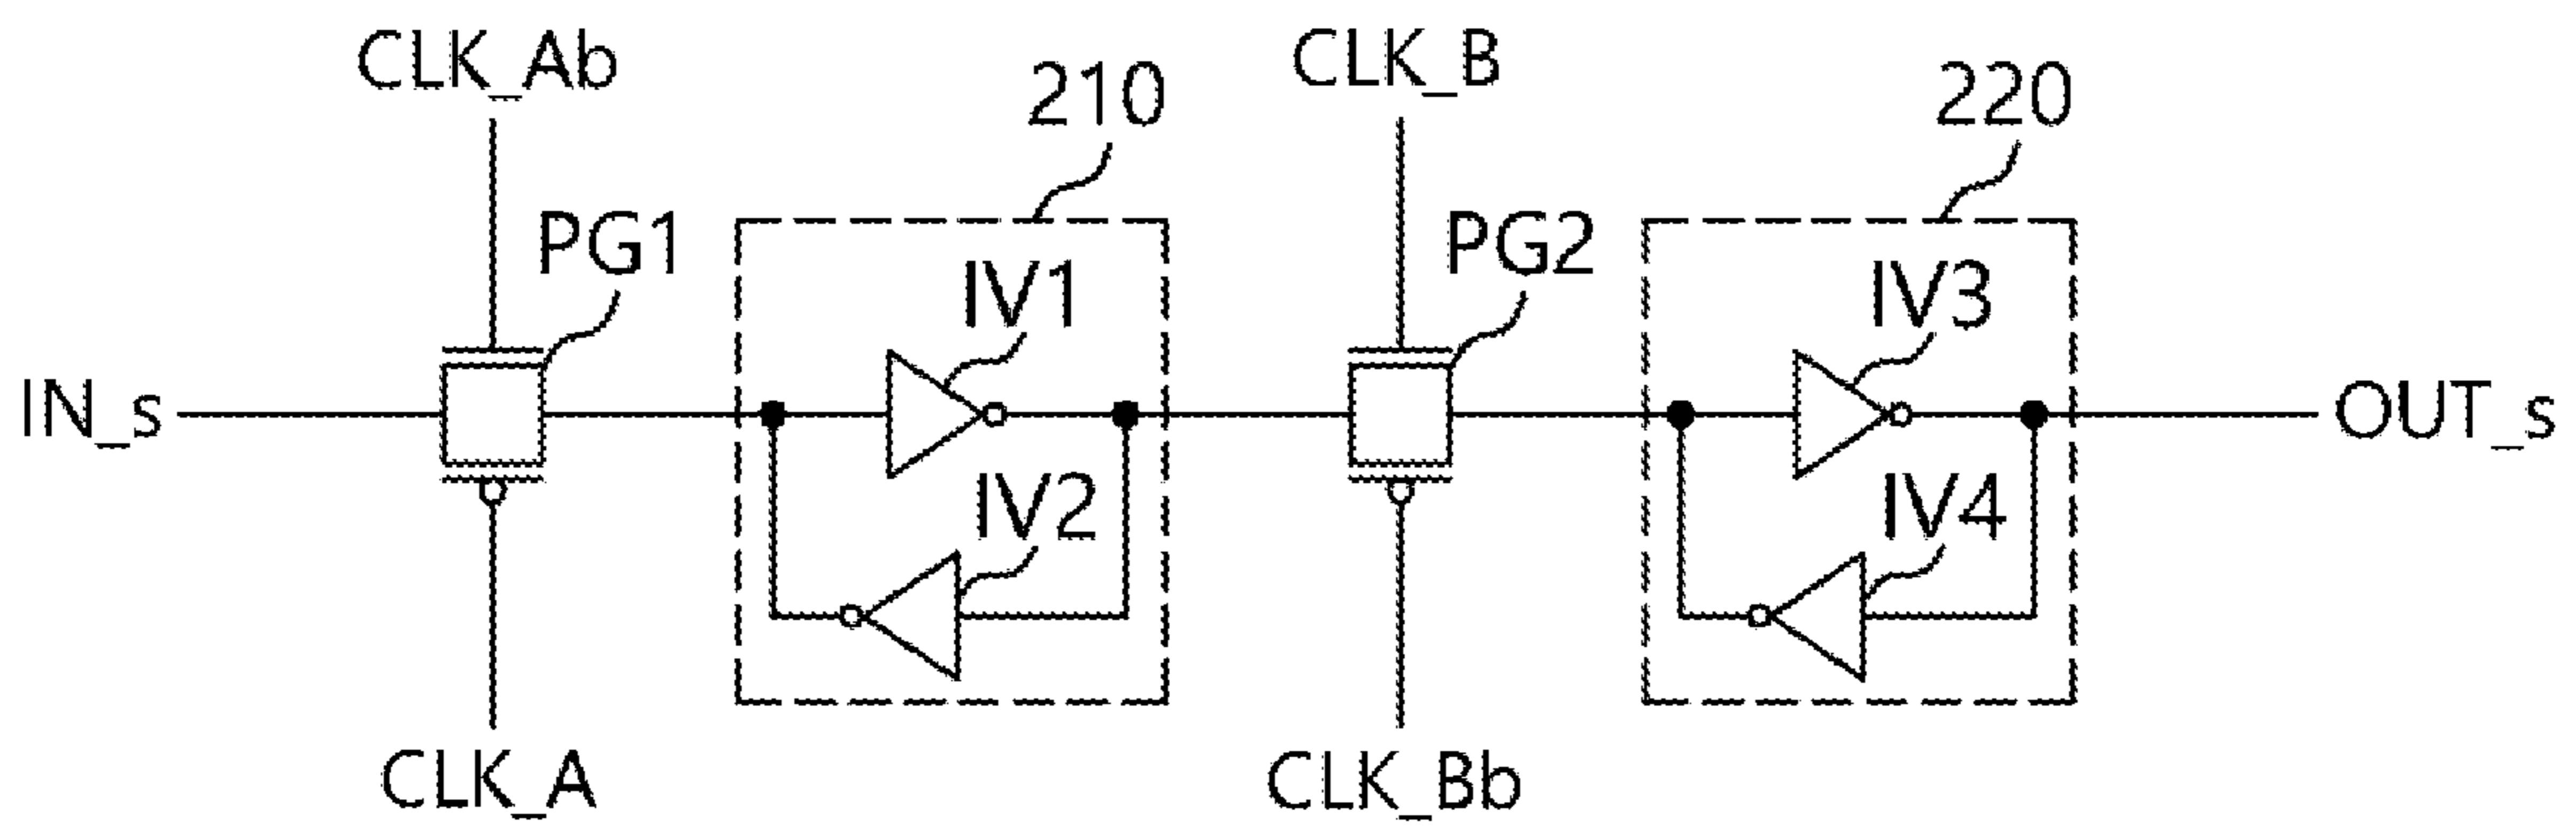 CLK_Ab
210
CLK_B
220
PG1
IV1
PG2
IV3
IN_s
OUT_s
IV2
IV4
CLK_A
CLK_Bb